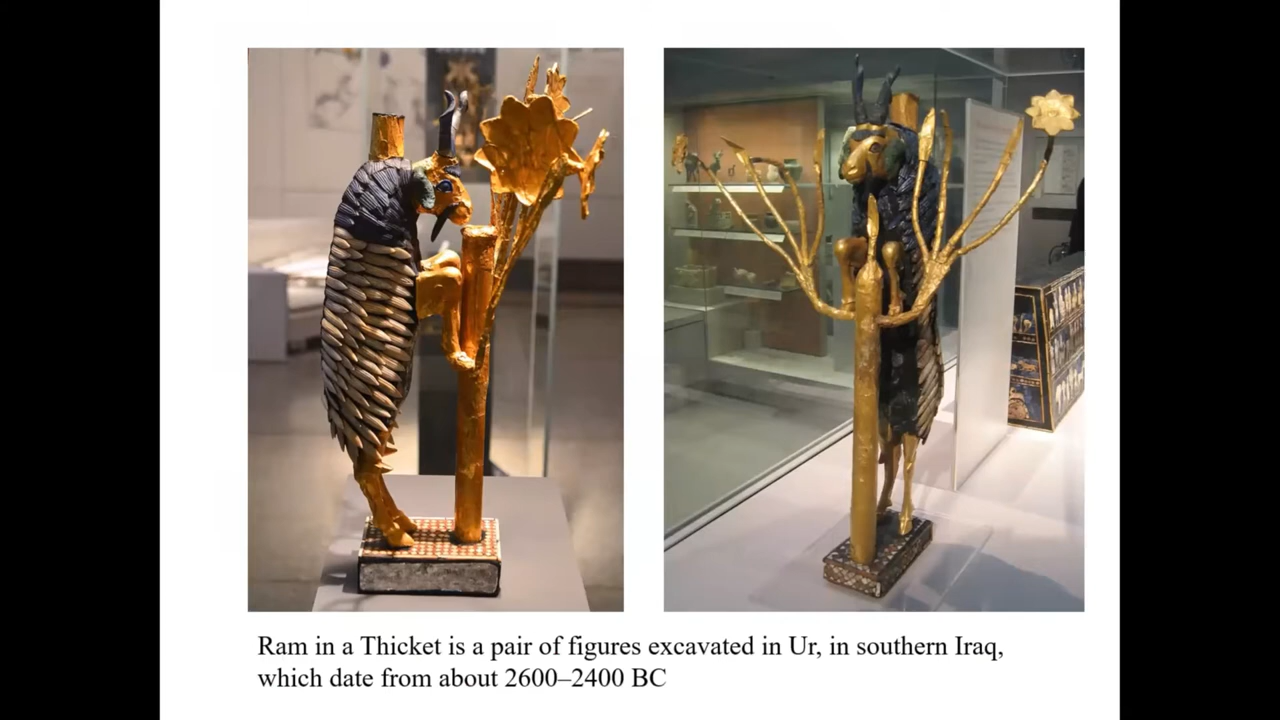 Ram in a Thicket is a pair of figures excavated in Ur, in southern Iraq,
which date from about 2600–2400 BC